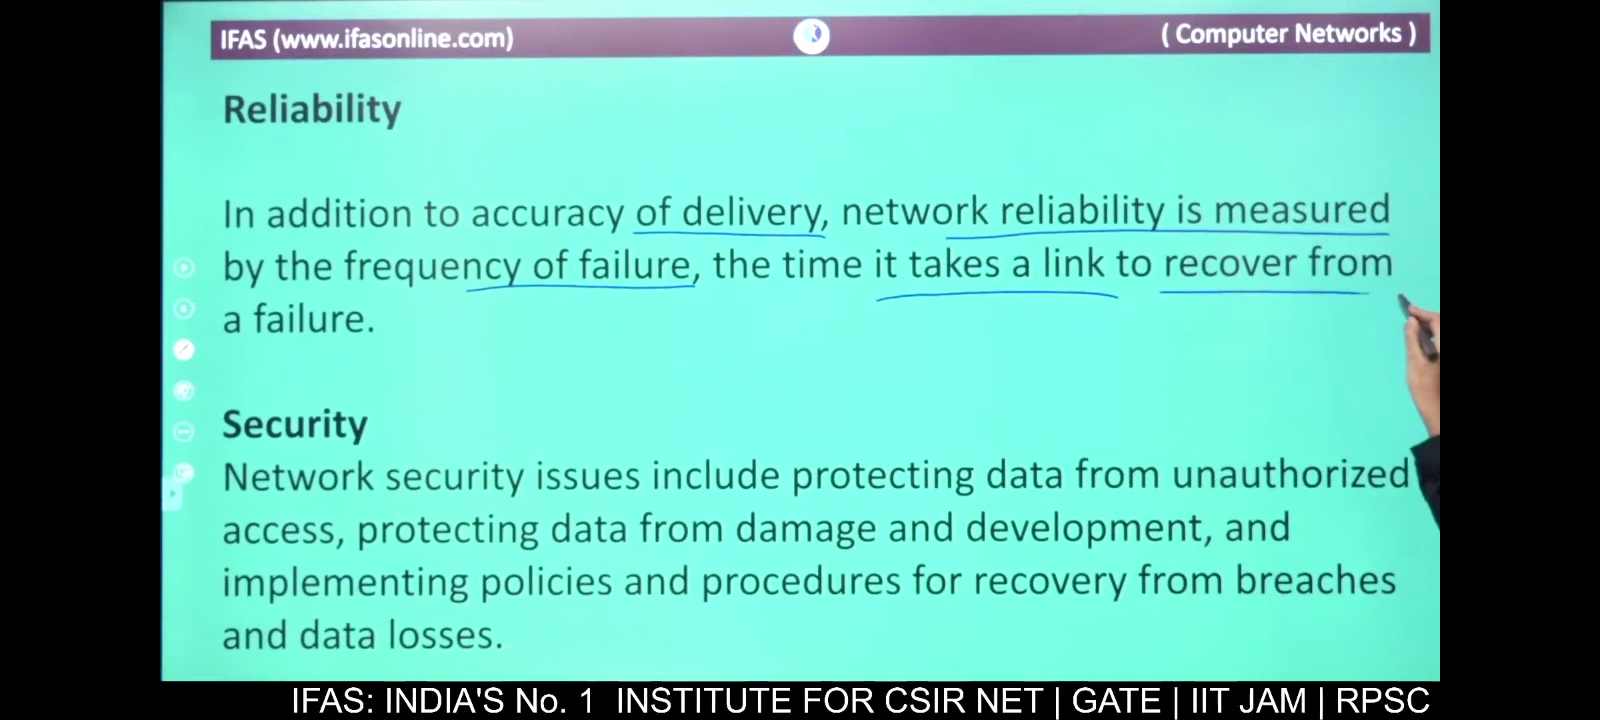 IFAS (www.ifasonline.com)
( Computer Networks )
Reliability
In addition to accuracy of delivery, network reliability is measured
by the frequency of failure, the time it takes a link to recover from
a failure.
Security
Network security issues include protecting data from unauthorized
access, protecting data from damage and development, and
implementing policies and procedures for recovery from breaches
and data losses.
IFAS: INDIA'S No. 1 INSTITUTE FOR CSIR NET | GATE | IIT JAM | RPSC